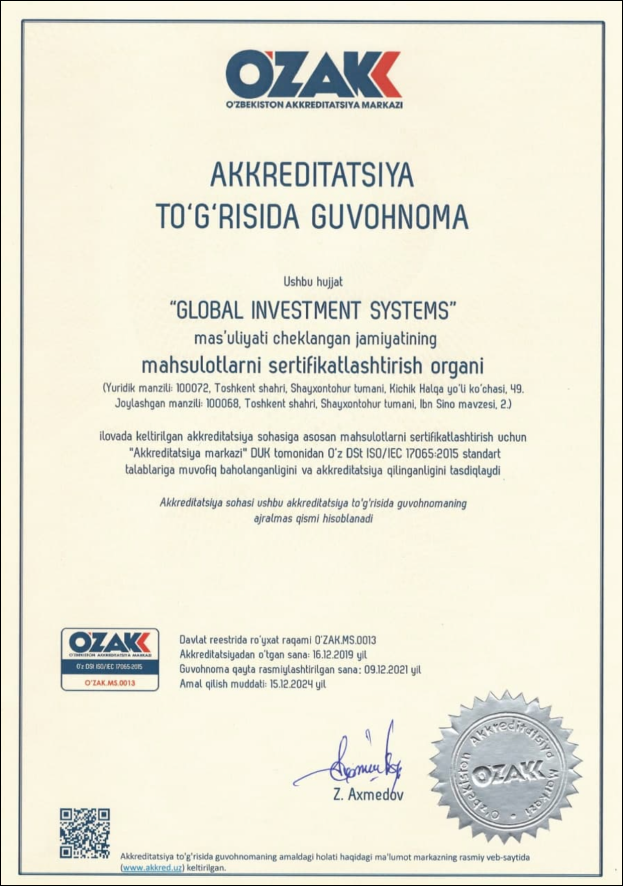 O'ZAKK
O'ZBEKISTON AKKREDITATSIYA MARKAZI
AKKREDITATSIYA
TO‘G‘RISIDA GUVOHNOMA
Ushbu hujjat
“GLOBAL INVESTMENT SYSTEMS”
mas’uliyati cheklangan jamiyatining
mahsulotlarni sertifikatlashtirish organi
(Yuridik manzili: 100072, Toshkent shahri, Shayxontohur tumani, Kichik Halqa yo‘li ko‘chasi, 49.
Joylashgan manzili: 100068, Toshkent shahri, Shayxontohur tumani, Ibn Sino mavzesi, 2.)
ilovada keltirilgan akkreditatsiya sohasiga asosan mahsulotlarni sertifikatlashtirish uchun
"Akkreditatsiya markazi" DUK tomonidan O‘z DSt ISO/IEC 17065:2015 standart
talablariga muvofiq baholanganligini va akkreditatsiya qilinganligini tasdiqlaydi
Akkreditatsiya sohasi ushbu akkreditatsiya to‘g‘risida guvohnomaning
ajralmas qismi hisoblanadi
O'ZAKK
O'ZBEKISTON AKKREDITATSIYA MARKAZI
O'z DSt ISO/IEC 17065:2015
O'ZAK.MS.0013
Davlat reestrida ro‘yxat raqami O‘ZAK.MS.0013
Akkreditatsiyadan o‘tgan sana: 16.12.2019 yil
Guvohnoma qayta rasmiylashtirilgan sana: 09.12.2021 yil
Amal qilish muddati: 15.12.2024 yil
Z. Axmedov
O‘zbekiston Akkreditatsiya Markazi
OZAKK
Akkreditatsiya to‘g‘risida guvohnomaning amaldagi holati haqidagi ma’lumot markazning rasmiy veb-saytida
(www.akkred.uz) keltirilgan.